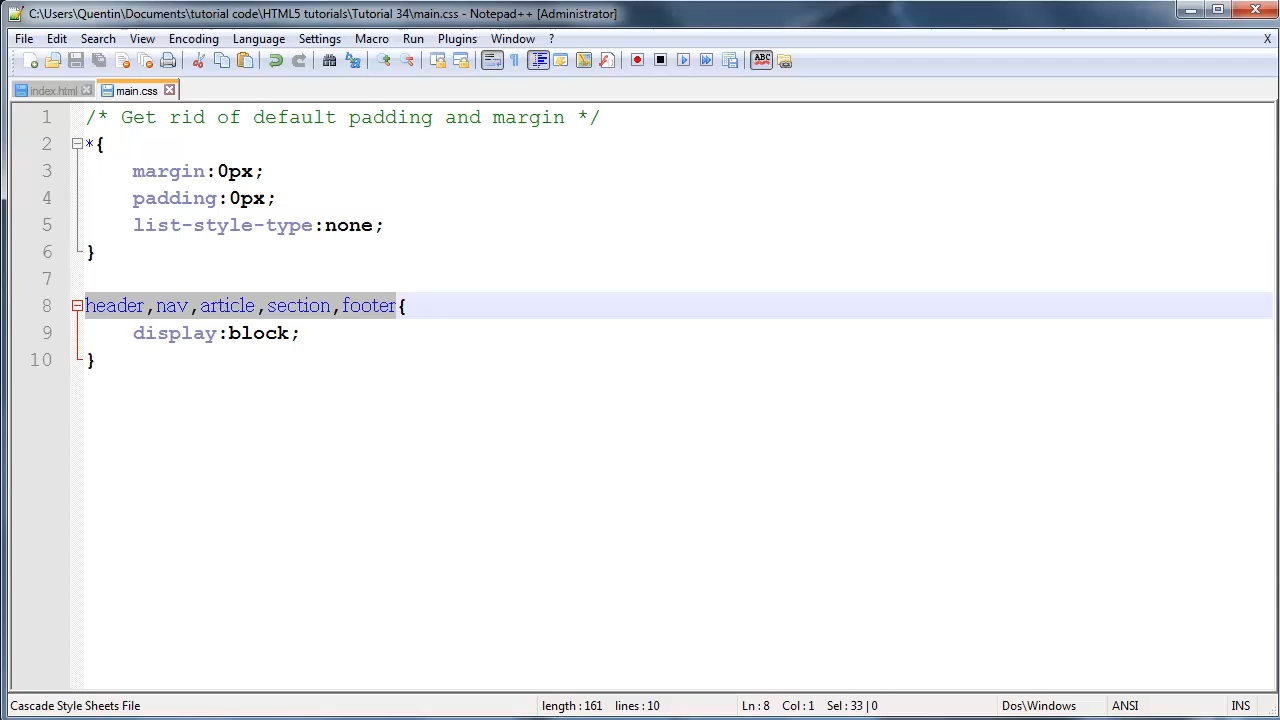 C:\Users\Quentin\Documents\tutorial code\HTML5 tutorials\Tutorial 34\main.css - Notepad++ [Administrator]
File Edit Search View Encoding Language Settings Macro Run Plugins Window ? X
ABC
index.html main.css
1 /* Get rid of default padding and margin */
2 *{
3 margin:0px;
4 padding:0px;
5 list-style-type:none;
6 }
7
8 header,nav,article,section,footer{
9 display:block;
10 }
Cascade Style Sheets File length : 161 lines : 10 Ln : 8 Col : 1 Sel : 33 | 0 Dos\Windows ANSI INS